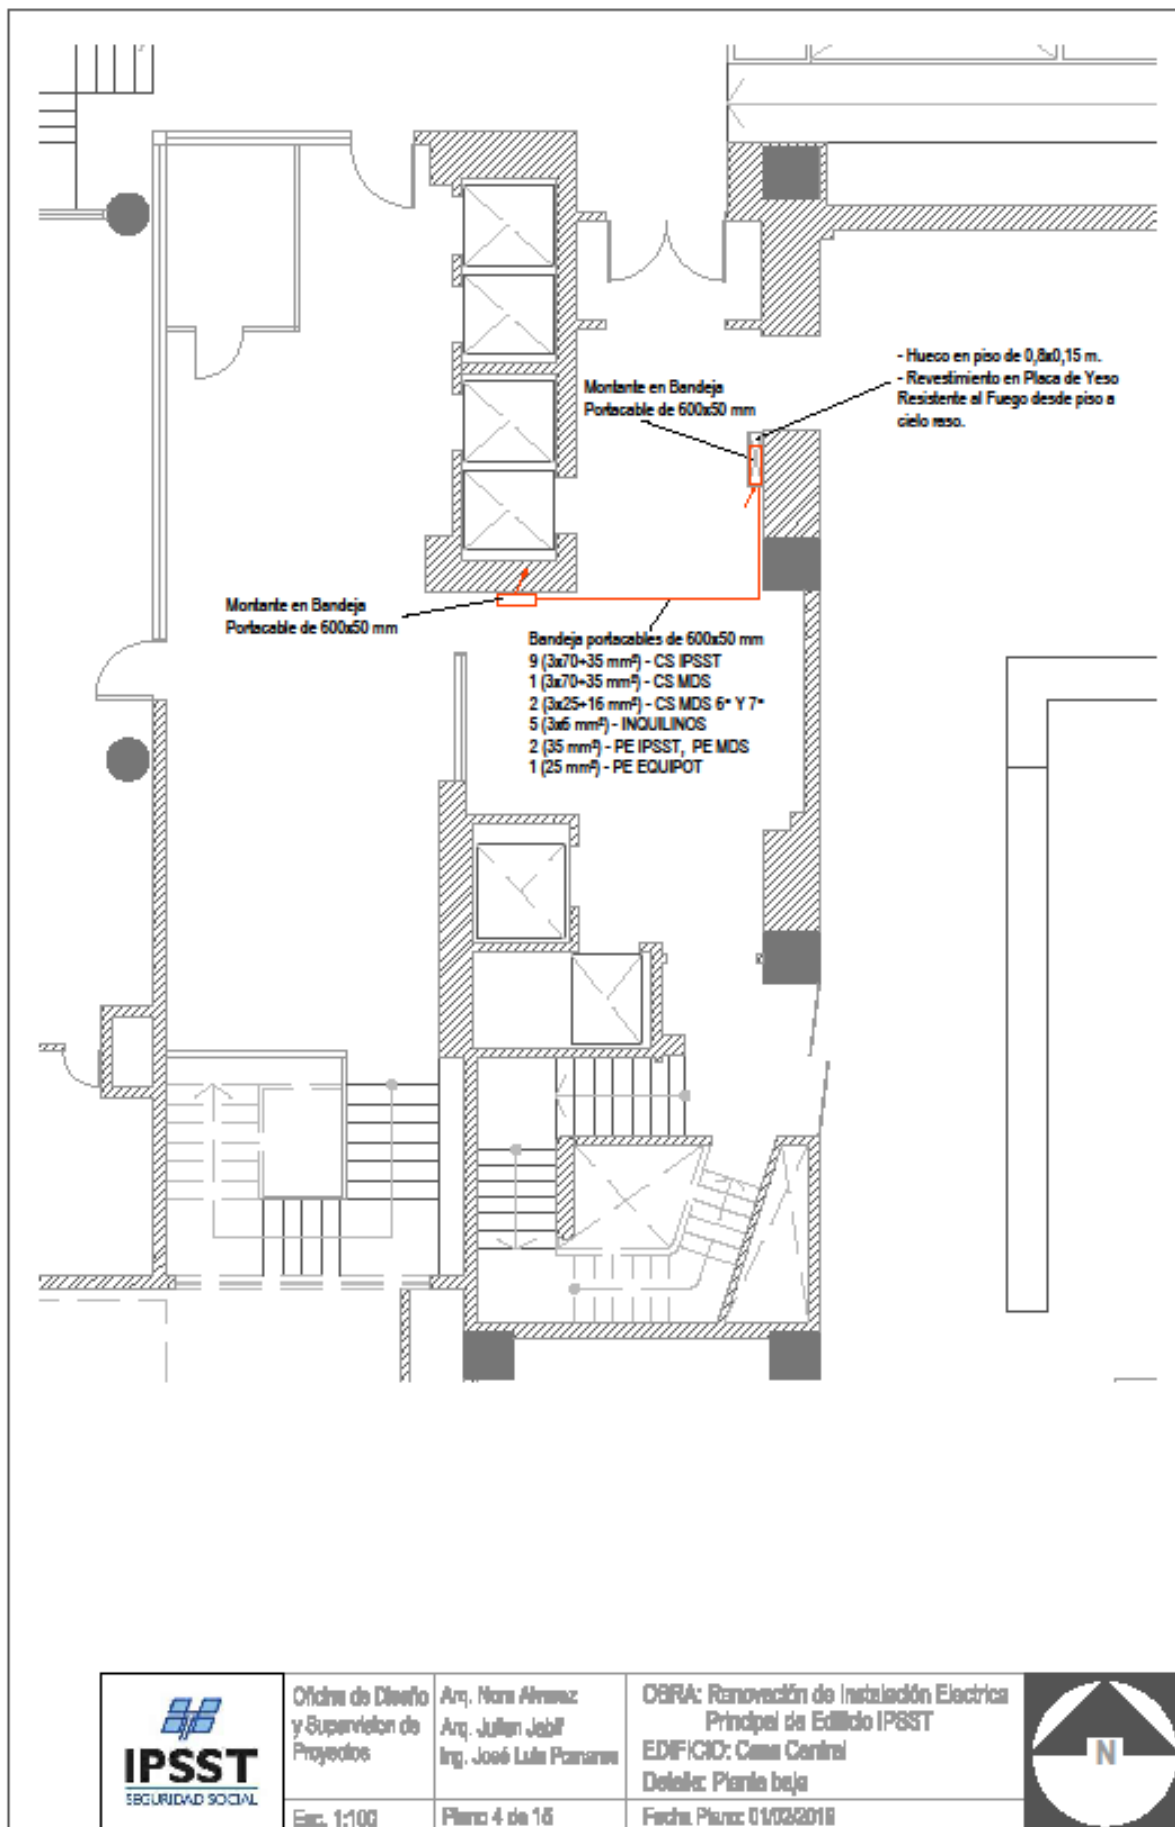 - Hueco en piso de 0,8x0,15 m.
- Revestimiento en Placa de Yeso
Resistente al Fuego desde piso a
cielo raso.
Montante en Bandeja
Portacable de 600x50 mm
Montante en Bandeja
Portacable de 600x50 mm
Bandeja portacables de 600x50 mm
9 (3x70+35 mm²) - CS IPSST
1 (3x70+35 mm²) - CS MDS
2 (3x25+16 mm²) - CS MDS 6° Y 7°
5 (3x6 mm²) - INQUILINOS
2 (35 mm²) - PE IPSST, PE MDS
1 (25 mm²) - PE EQUIPOT
IPSST
SEGURIDAD SOCIAL
Oficina de Diseño
y Supervision de
Proyectos
Esc. 1:100
Arq. Nora Alvarez
Arq. Julian
Ing. José Luis
Plano 4 de 15
OBRA: Renovación de Instalación Electrica
Principal de Edificio IPSST
EDIFICIO: Casa Central
Detalle: Planta baja
Fecha Plano: 01/02/2018
N